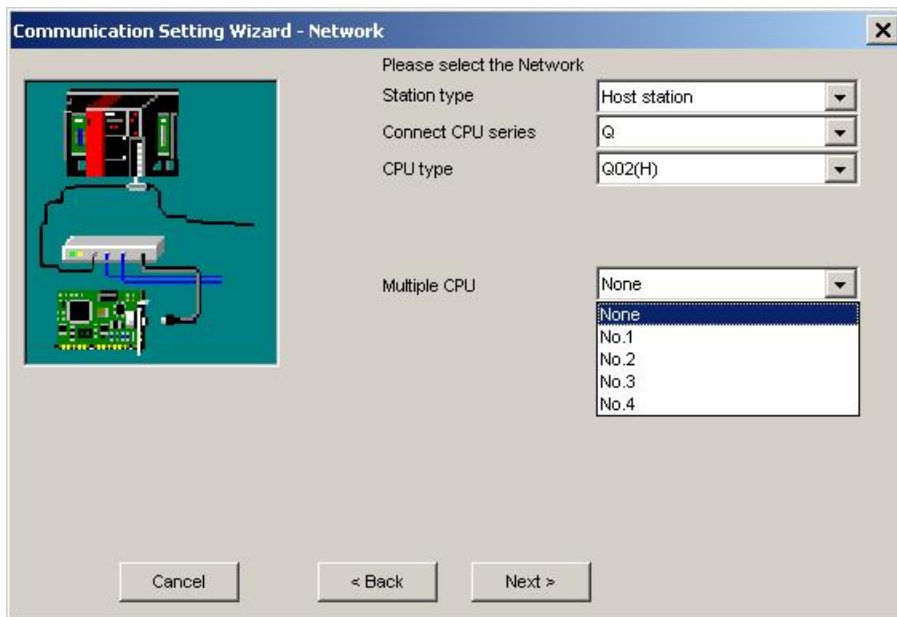 Communication Setting Wizard - Network
Please select the Network
Station type Host station
Connect CPU series Q
CPU type Q02(H)
Multiple CPU None
None
No.1
No.2
No.3
No.4
Cancel < Back Next >